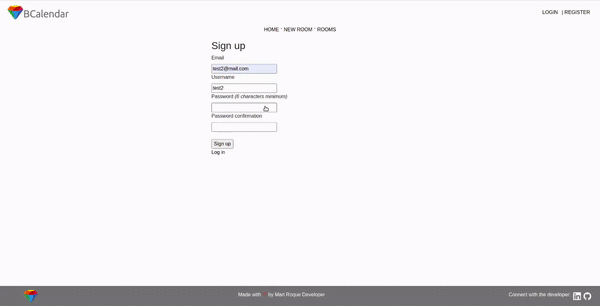 BCalendar
LOGIN | REGISTER
HOME · NEW ROOM · ROOMS
Sign up
Email
test2@mail.com
Username
test2
Password (6 characters minimum)
Password confirmation
Sign up
Log in
Made with by Mari Roque Developer
Connect with the developer: